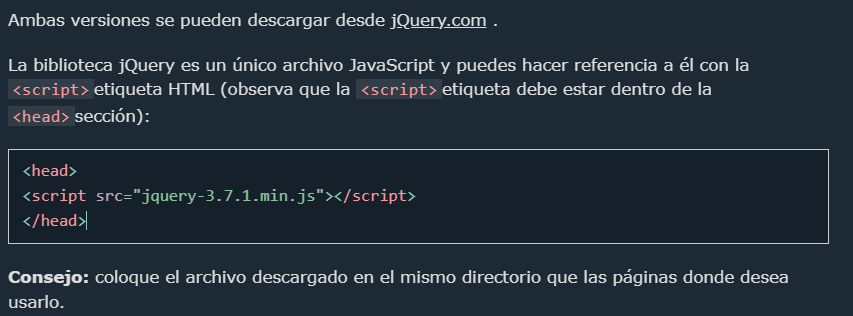 Ambas versiones se pueden descargar desde jQuery.com .
La biblioteca jQuery es un único archivo JavaScript y puedes hacer referencia a él con la
<script> etiqueta HTML (observa que la <script> etiqueta debe estar dentro de la
<head> sección):
<head>
<script src="jquery-3.7.1.min.js"></script>
</head>
Consejo: coloque el archivo descargado en el mismo directorio que las páginas donde desea
usarlo.